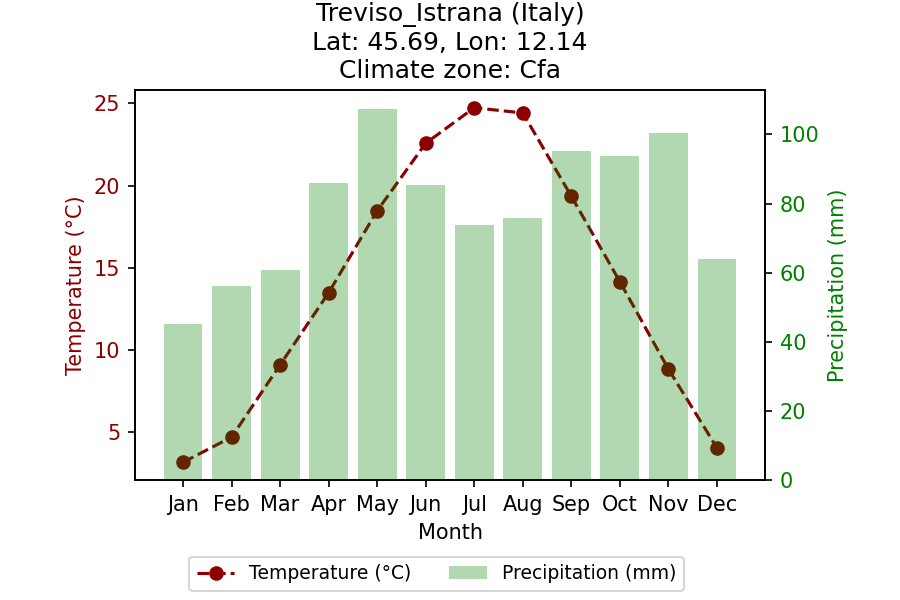 Treviso_Istrana (Italy)
Lat: 45.69, Lon: 12.14
Climate zone: Cfa
25
20
15
10
5
Temperature (°C)
100
80
60
40
20
0
Precipitation (mm)
Jan Feb Mar Apr May Jun Jul Aug Sep Oct Nov Dec
Month
Temperature (°C) Precipitation (mm)